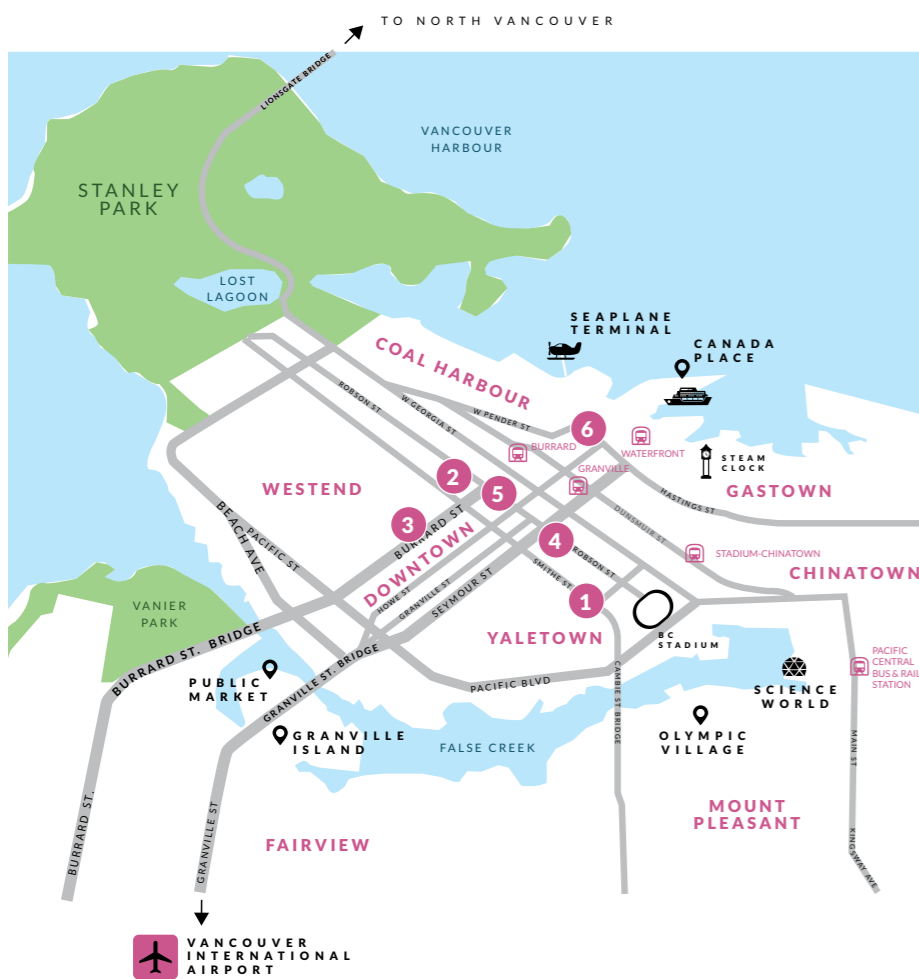 TO NORTH VANCOUVER
LIONSGATE BRIDGE
VANCOUVER
HARBOUR
STANLEY
PARK
LOST
LAGOON
SEAPLANE
TERMINAL
CANADA
PLACE
COAL HARBOUR
ROBSON ST
W GEORGIA ST
W PENDER ST
6
BURRARD
WATERFRONT
STEAM
CLOCK
GRANVILLE
2
5
WESTEND
GASTOWN
HASTINGS ST
3
BURRARD ST
DOWNTOWN
DUNSMUIR ST
4
ROBSON ST
STADIUM-CHINATOWN
CHINATOWN
BEACH AVE
PACIFIC ST
HOWE ST
GRANVILLE ST
SEYMOUR ST
SMITHE ST
1
VANIER
PARK
YALETOWN
BC
STADIUM
BURRARD ST. BRIDGE
PUBLIC
MARKET
GRANVILLE ST. BRIDGE
PACIFIC BLVD
CAMBIE ST BRIDGE
SCIENCE
WORLD
PACIFIC
CENTRAL
BUS & RAIL
STATION
GRANVILLE
ISLAND
FALSE CREEK
OLYMPIC
VILLAGE
MAIN ST
BURRARD ST.
GRANVILLE ST
FAIRVIEW
MOUNT
PLEASANT
KINGSWAY AVE
VANCOUVER
INTERNATIONAL
AIRPORT